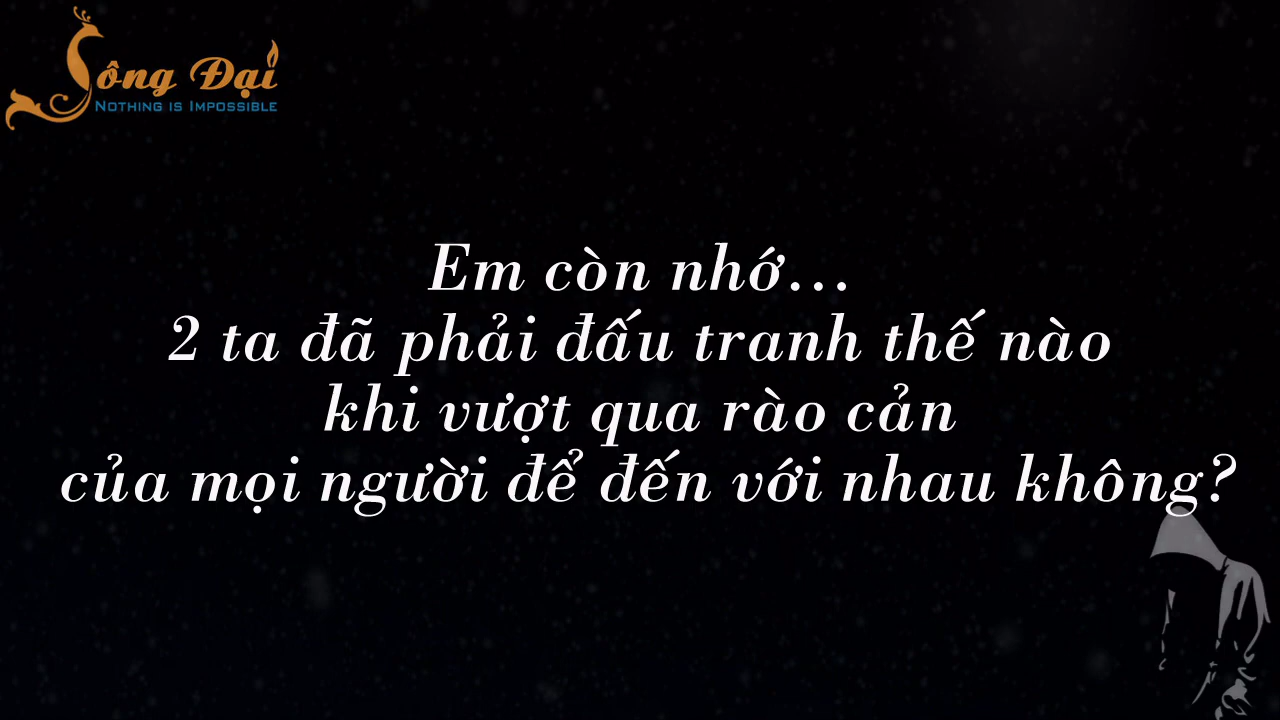 Sông Đại
NOTHING IS IMPOSSIBLE
Em còn nhớ...
2 ta đã phải đấu tranh thế nào
khi vượt qua rào cản
của mọi người để đến với nhau không?